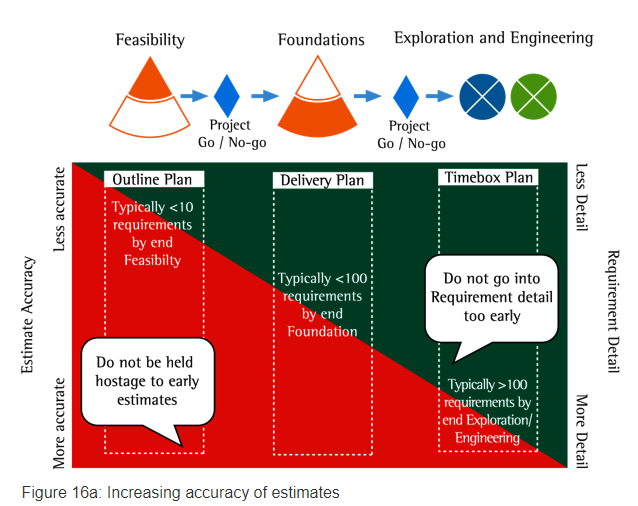 Feasibility
Foundations
Exploration and Engineering
Project
Go / No-go
Project
Go / No-go
Less accurate
Estimate Accuracy
More accurate
Outline Plan
Typically <10
requirements
by end
Feasibilty
Do not be held
hostage to early
estimates
Delivery Plan
Typically <100
requirements
by end
Foundation
Timebox Plan
Do not go into
Requirement detail
too early
Typically >100
requirements by
end Exploration/
Engineering
Less Detail
Requirement Detail
More Detail
Figure 16a: Increasing accuracy of estimates